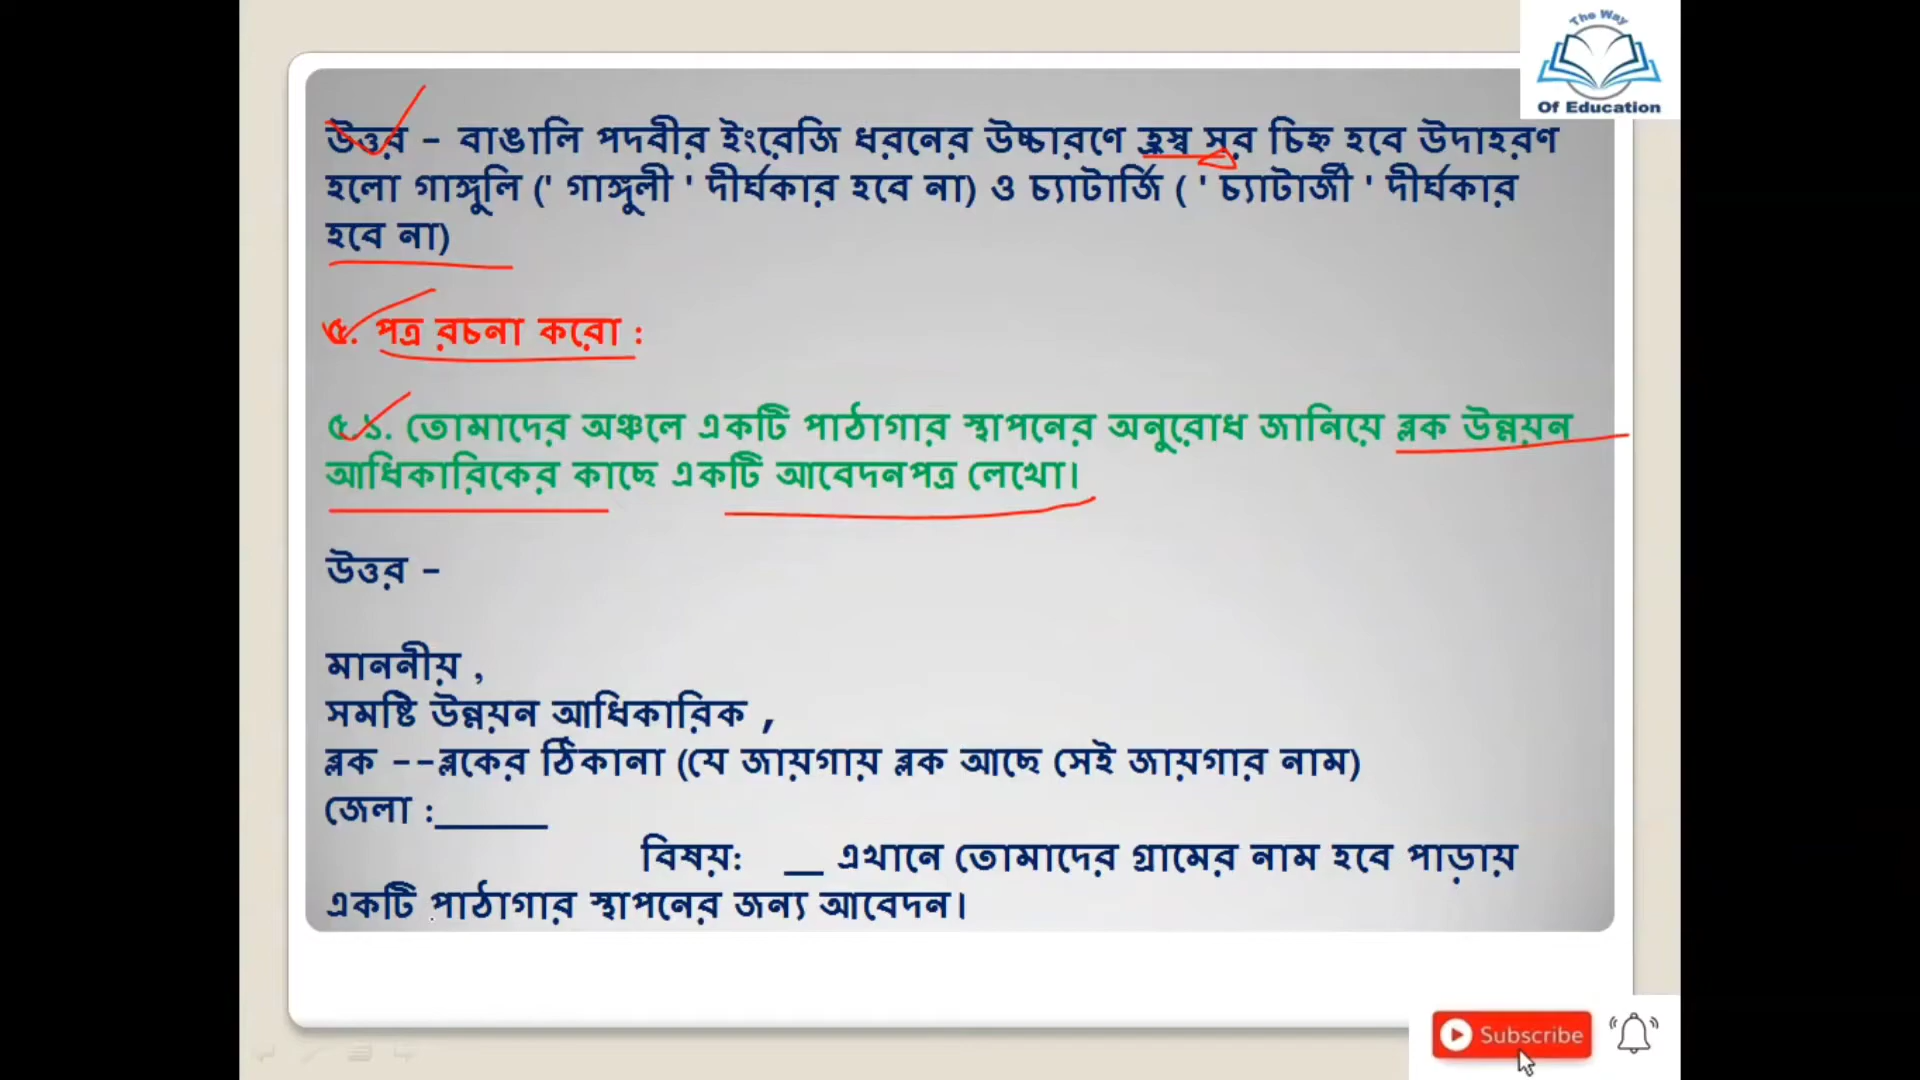 The Way
Of Education
উত্তর - বাঙালি পদবীর ইংরেজি ধরনের উচ্চারণে হ্রস্ব সর চিহ্ন হবে উদাহরণ
হলো গাঙ্গুলি (' গাঙ্গুলী ' দীর্ঘকার হবে না) ও চ্যাটার্জি ( ' চ্যাটার্জী ' দীর্ঘকার
হবে না)
৫. পত্র রচনা করো :
৫.১. তোমাদের অঞ্চলে একটি পাঠাগার স্থাপনের অনুরোধ জানিয়ে ব্লক উন্নয়ন
আধিকারিকের কাছে একটি আবেদনপত্র লেখো।
উত্তর -
মাননীয় ,
সমষ্টি উন্নয়ন আধিকারিক ,
ব্লক --ব্লকের ঠিকানা (যে জায়গায় ব্লক আছে সেই জায়গার নাম)
জেলা :_____
বিষয়: __ এখানে তোমাদের গ্রামের নাম হবে পাড়ায়
একটি পাঠাগার স্থাপনের জন্য আবেদন।
Subscribe